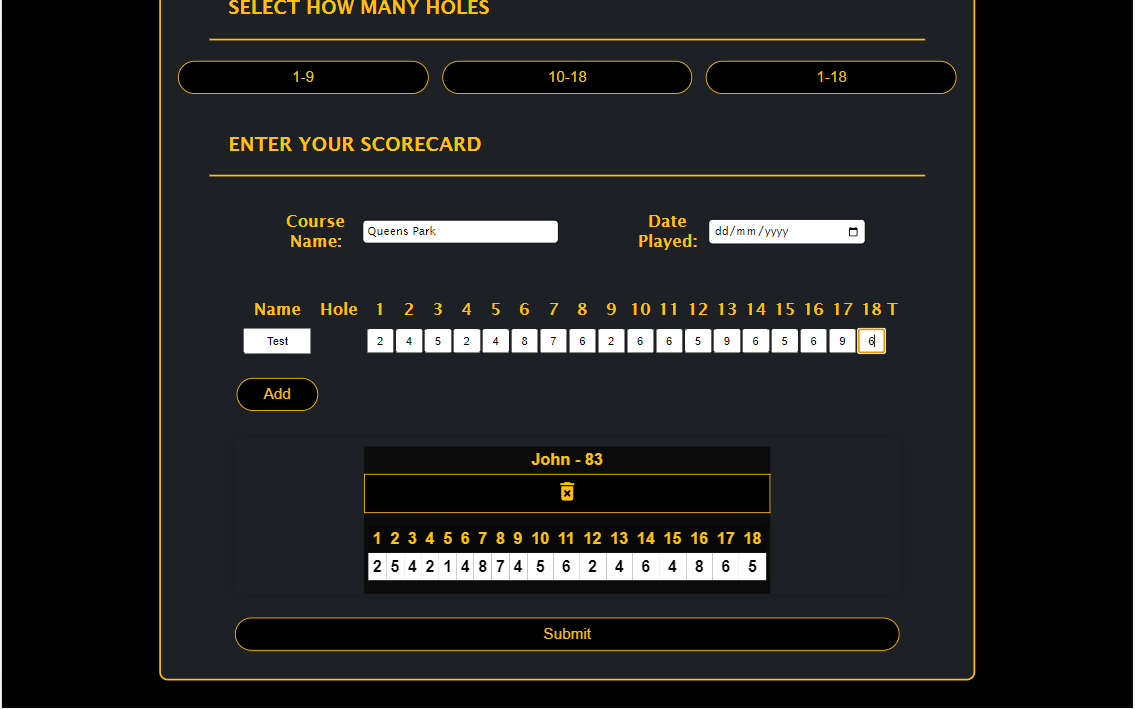 SELECT HOW MANY HOLES
1-9 10-18 1-18
ENTER YOUR SCORECARD
Course Name: Queens Park Date Played: dd/mm/yyyy
Name Hole 1 2 3 4 5 6 7 8 9 10 11 12 13 14 15 16 17 18 T
Test 2 4 5 2 4 8 7 6 2 6 6 5 9 6 5 6 9 6
Add
John - 83
1 2 3 4 5 6 7 8 9 10 11 12 13 14 15 16 17 18
2 5 4 2 1 4 8 7 4 5 6 2 4 6 4 8 6 5
Submit